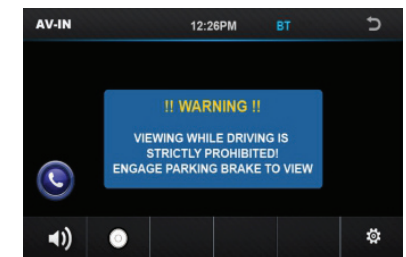 AV-IN 12:26PM BT
!! WARNING !!
VIEWING WHILE DRIVING IS
STRICTLY PROHIBITED!
ENGAGE PARKING BRAKE TO VIEW